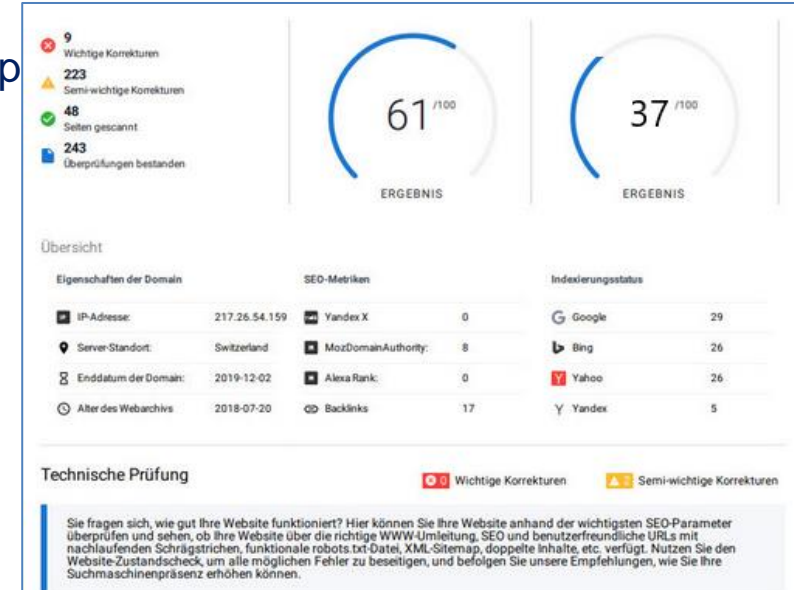 p
9
Wichtige Korrekturen
223
Semi-wichtige Korrekturen
48
Seiten gescannt
243
Überprüfungen bestanden
61 /100
ERGEBNIS
37 /100
ERGEBNIS
Übersicht
Eigenschaften der Domain
IP-Adresse: 217.26.54.159
Server-Standort: Switzerland
Enddatum der Domain: 2019-12-02
Alter des Webarchivs 2018-07-20
SEO-Metriken
Yandex X 0
MozDomainAuthority: 8
Alexa Rank: 0
Backlinks 17
Indexierungsstatus
Google 29
Bing 26
Yahoo 26
Yandex 5
Technische Prüfung
0 Wichtige Korrekturen
Semi-wichtige Korrekturen
Sie fragen sich, wie gut Ihre Website funktioniert? Hier können Sie Ihre Website anhand der wichtigsten SEO-Parameter
überprüfen und sehen, ob Ihre Website über die richtige WWW-Umleitung, SEO und benutzerfreundliche URLs mit
nachlaufenden Schrägstrichen, funktionale robots.txt-Datei, XML-Sitemap, doppelte Inhalte, etc. verfügt. Nutzen Sie den
Website-Zustandscheck, um alle möglichen Fehler zu beseitigen, und befolgen Sie unsere Empfehlungen, wie Sie Ihre
Suchmaschinenpräsenz erhöhen können.